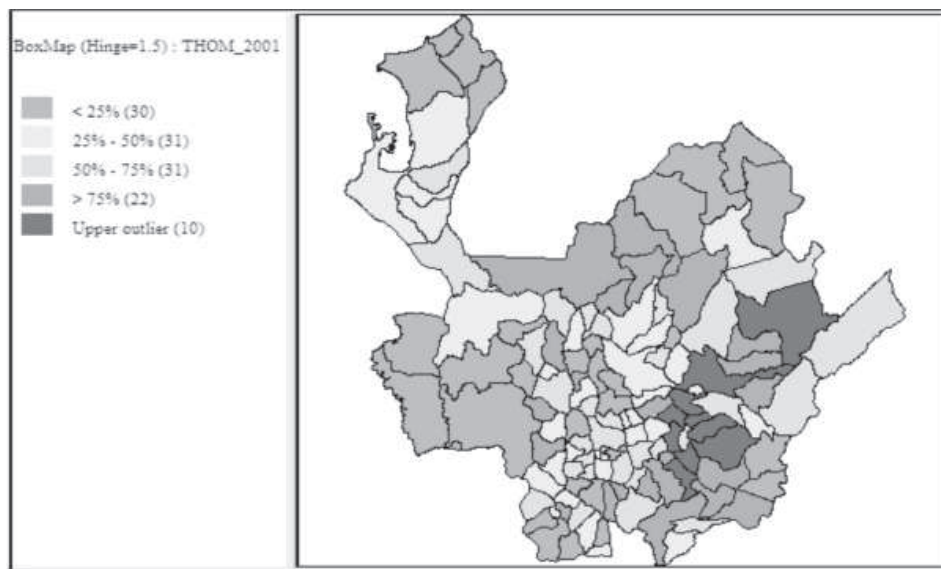 BoxMap (Hinge=1.5) : THOM_2001
< 25% (30)
25% - 50% (31)
50% - 75% (31)
> 75% (22)
Upper outlier (10)